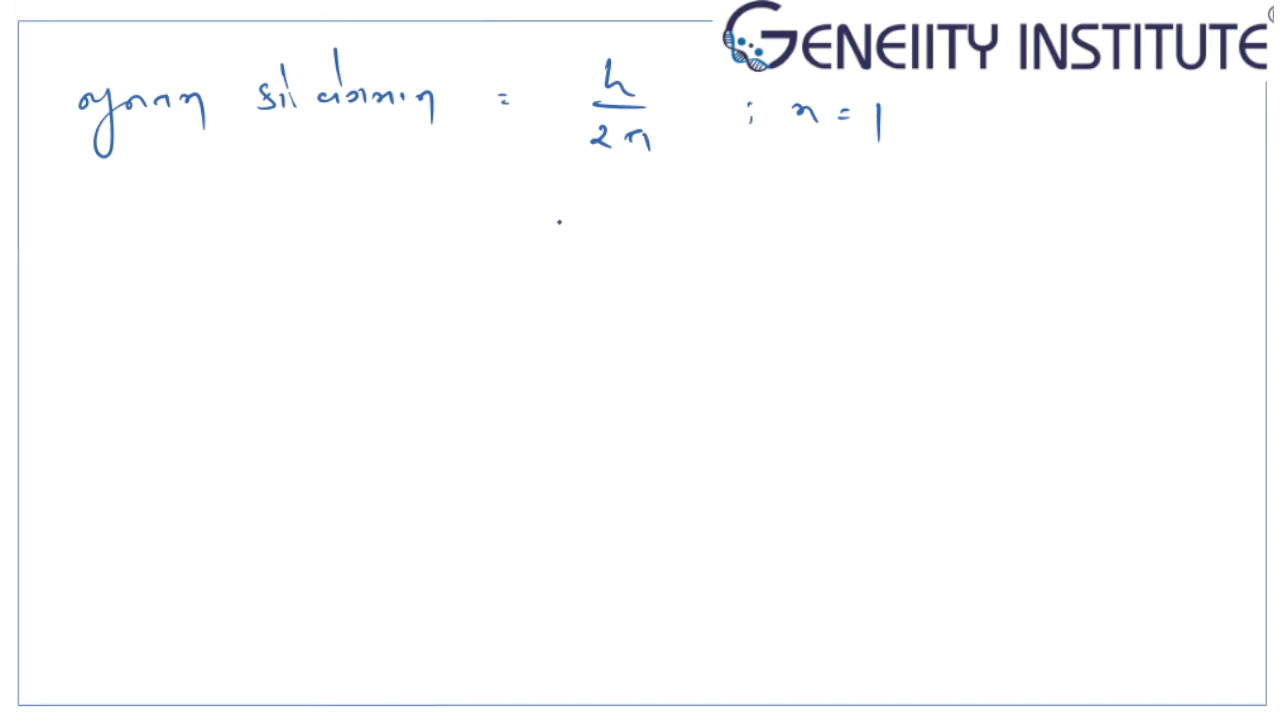 GENEIITY INSTITUTE
ન્યુનતમ કો. વેગમાન = h/2π ; n = 1